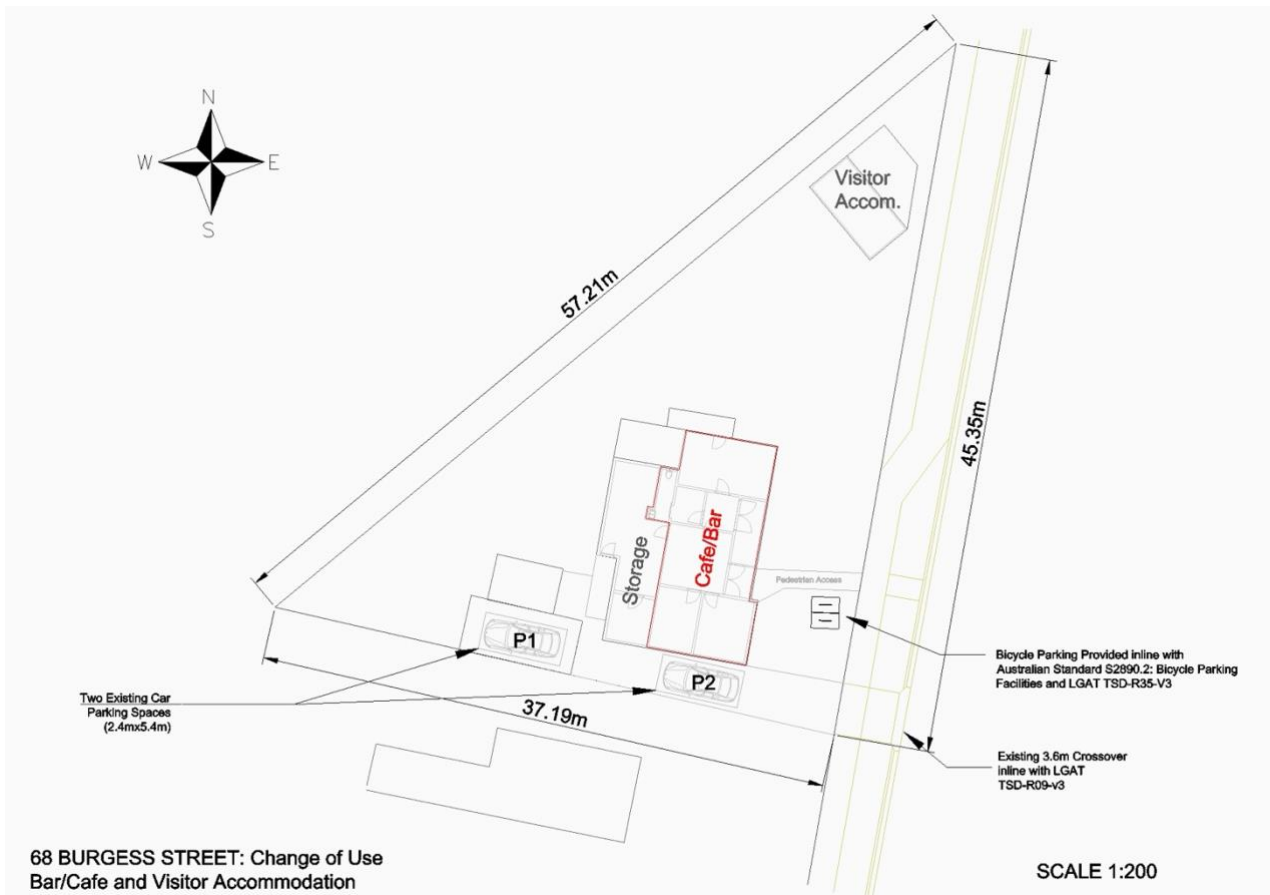 N
W
E
S
57.21m
45.35m
37.19m
Visitor
Accom.
Storage
Cafe/Bar
Pedestrian Access
P1
P2
Two Existing Car
Parking Spaces
(2.4mx5.4m)
Bicycle Parking Provided inline with
Australian Standard S2890.2: Bicycle Parking
Facilities and LGAT TSD-R35-V3
Existing 3.6m Crossover
inline with LGAT
TSD-R09-v3
68 BURGESS STREET: Change of Use
Bar/Cafe and Visitor Accommodation
SCALE 1:200